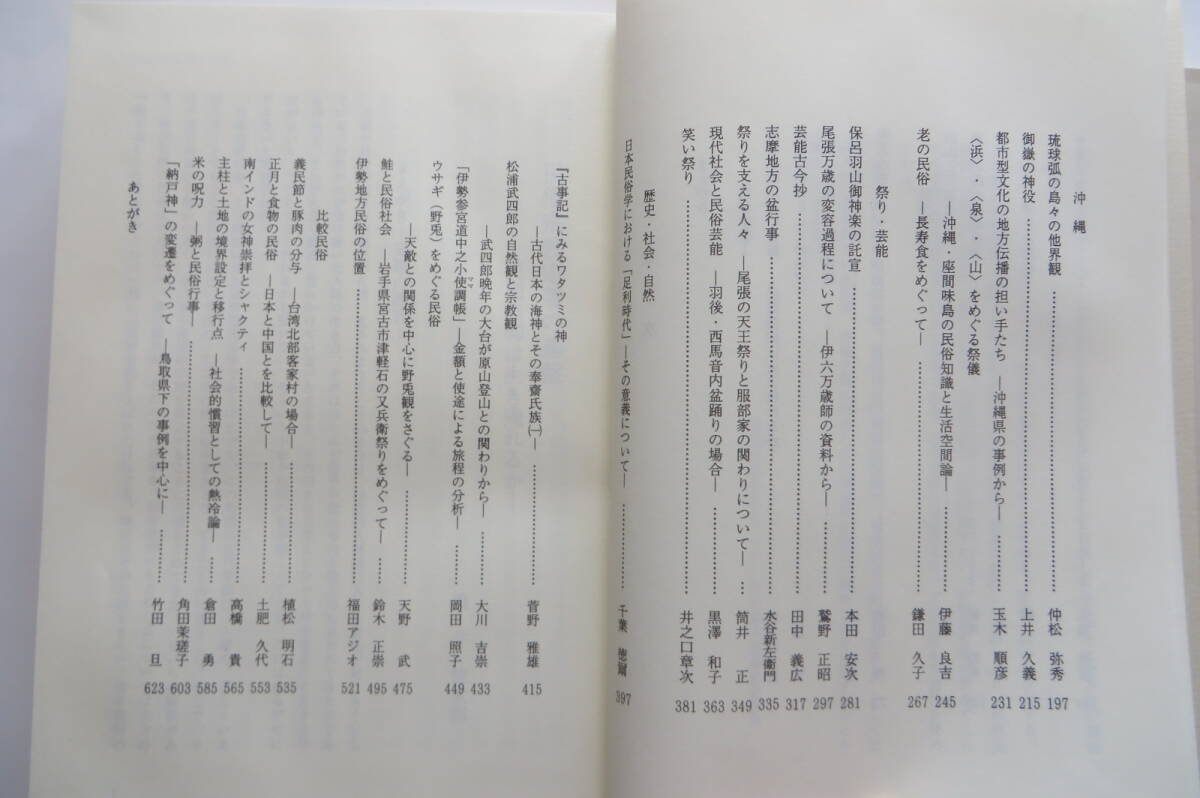 沖縄
琉球弧の島々の他界観 …… 仲松 弥秀 197
御嶽の神役 …… 上井 久義 215
都市型文化の地方伝播の担い手たち ―沖縄県の事例から― …… 玉木 順彦 231
〈浜〉・〈泉〉・〈山〉をめぐる祭儀
―沖縄・座間味島の民俗知識と生活空間論― …… 伊藤 良吉 245
老の民俗 ―長寿食をめぐって― …… 鎌田 久子 267
祭り・芸能
保呂羽山御神楽の託宣 …… 本田 安次 281
尾張万歳の変容過程について ―伊六万歳師の資料から― …… 鷲野 正昭 297
芸能古今抄 …… 田中 義広 317
志摩地方の盆行事 …… 水谷新左衛門 335
祭りを支える人々 ―尾張の天王祭りと服部家の関わりについて― … 筒井 正 349
現代社会と民俗芸能 ―羽後・西馬音内盆踊りの場合― …… 黒澤 和子 363
笑い祭り …… 井之口章次 381
歴史・社会・自然
日本民俗学における「足利時代」―その意義について― …… 千葉 徳爾 397
『古事記』にみるワタツミの神
―古代日本の海神とその奉齋氏族㈠― …… 菅野 雅雄 415
松浦武四郎の自然観と宗教観
―武四郎晩年の大台が原山登山との関わりから― …… 大川 吉崇 433
「伊勢参宮道中之小使調帳」―金額と使途による旅程の分析― …… 岡田 照子 449
ママ
ウサギ（野兎）をめぐる民俗
―天敵との関係を中心に野兎観をさぐる― …… 天野 武 475
鮭と民俗社会 ―岩手県宮古市津軽石の又兵衛祭りをめぐって― …… 鈴木 正崇 495
伊勢地方民俗の位置 …… 福田アジオ 521
比較民俗
義民節と豚肉の分与 ―台湾北部客家村の場合― …… 植松 明石 535
正月と食物の民俗 ―日本と中国とを比較して― …… 土肥 久代 553
南インドの女神崇拝とシャクティ …… 高橋 貴 565
主柱と土地の境界設定と移行点 ―社会的慣習としての熱冷論― …… 倉田 勇 585
米の呪力 ―粥と民俗行事― …… 角田茉瑳子 603
「納戸神」の変遷をめぐって ―鳥取県下の事例を中心に― …… 竹田 旦 623
あとがき